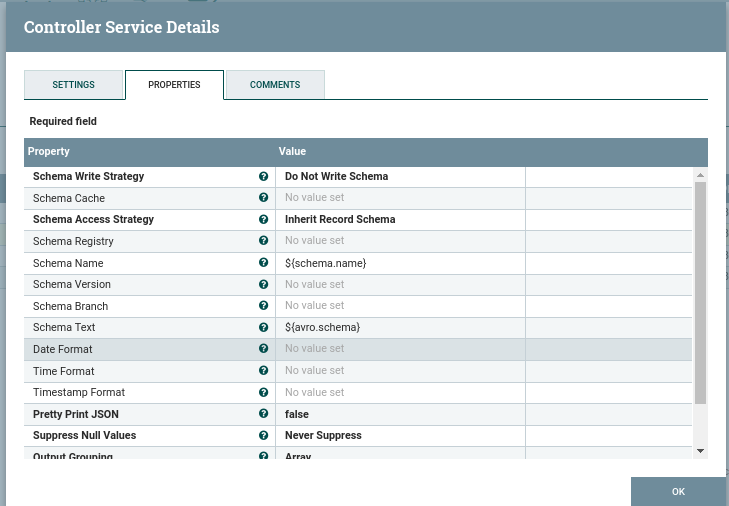 Controller Service Details
SETTINGS PROPERTIES COMMENTS
Required field
Property Value
Schema Write Strategy Do Not Write Schema
Schema Cache No value set
Schema Access Strategy Inherit Record Schema
Schema Registry No value set
Schema Name ${schema.name}
Schema Version No value set
Schema Branch No value set
Schema Text ${avro.schema}
Date Format No value set
Time Format No value set
Timestamp Format No value set
Pretty Print JSON false
Suppress Null Values Never Suppress
Output Grouping Array
OK